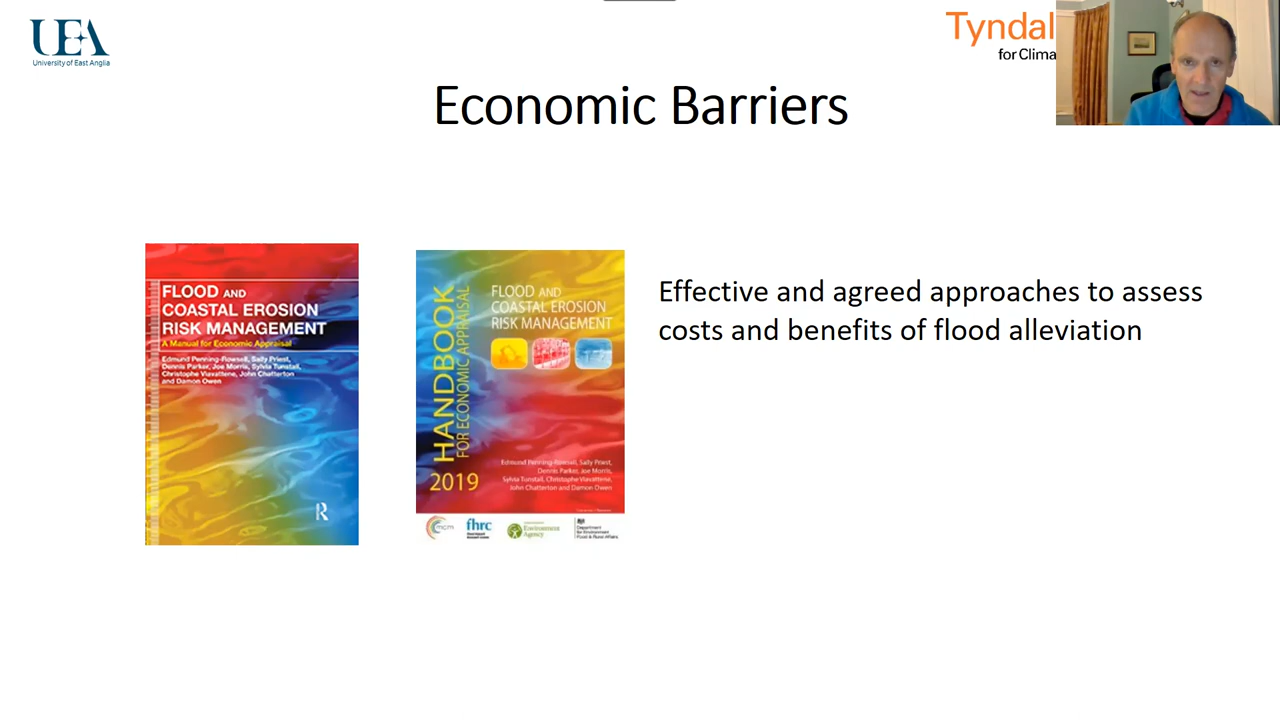 UEA
University of East Anglia
Tyndal
for Clima
Economic Barriers
FLOOD AND
COASTAL EROSION
RISK MANAGEMENT
A Manual for Economic Appraisal
Edmund Penning-Rowsell, Sally Priest,
Dennis Parker, Joe Morris, Sylvia Tunstall,
Christophe Viavattene, John Chatterton
and Damon Owen
R
HANDBOOK
FOR ECONOMIC APPRAISAL
2019
FLOOD AND
COASTAL EROSION
RISK MANAGEMENT
Edmund Penning-Rowsell, Sally Priest,
Dennis Parker, Joe Morris,
Sylvia Tunstall, Christophe Viavattene,
John Chatterton and Damon Owen
mcm
fhrc
Environment
Agency
Department
for Environment
Food & Rural Affairs
Effective and agreed approaches to assess
costs and benefits of flood alleviation